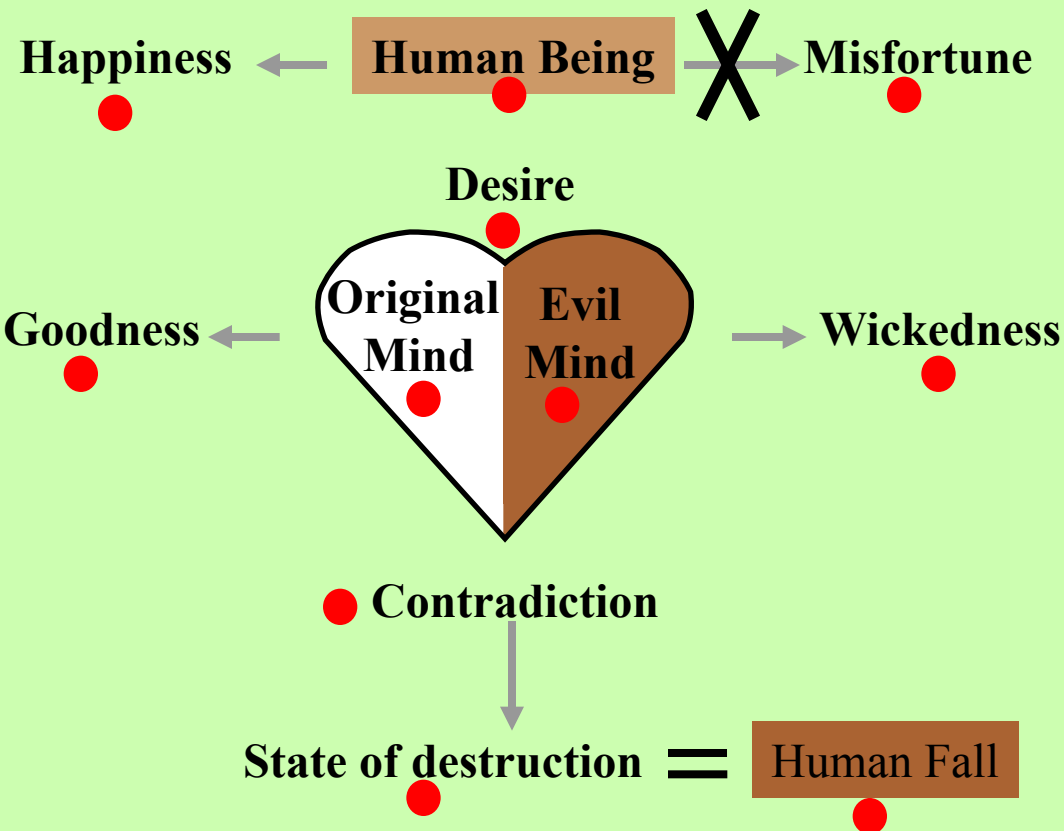 Happiness Human Being Misfortune
Desire
Original Evil
Mind Mind
Goodness Wickedness
Contradiction
State of destruction = Human Fall